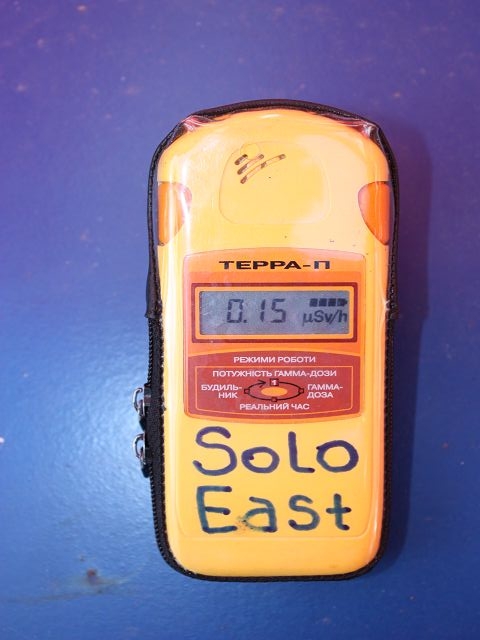 ТЕРРА-П
0.15 µSv/h
РЕЖИМИ РОБОТИ
ПОТУЖНІСТЬ ГАММА-ДОЗИ
1
БУДИЛЬ-
НИК
ГАММА-
ДОЗА
РЕАЛЬНИЙ ЧАС
Solo
East